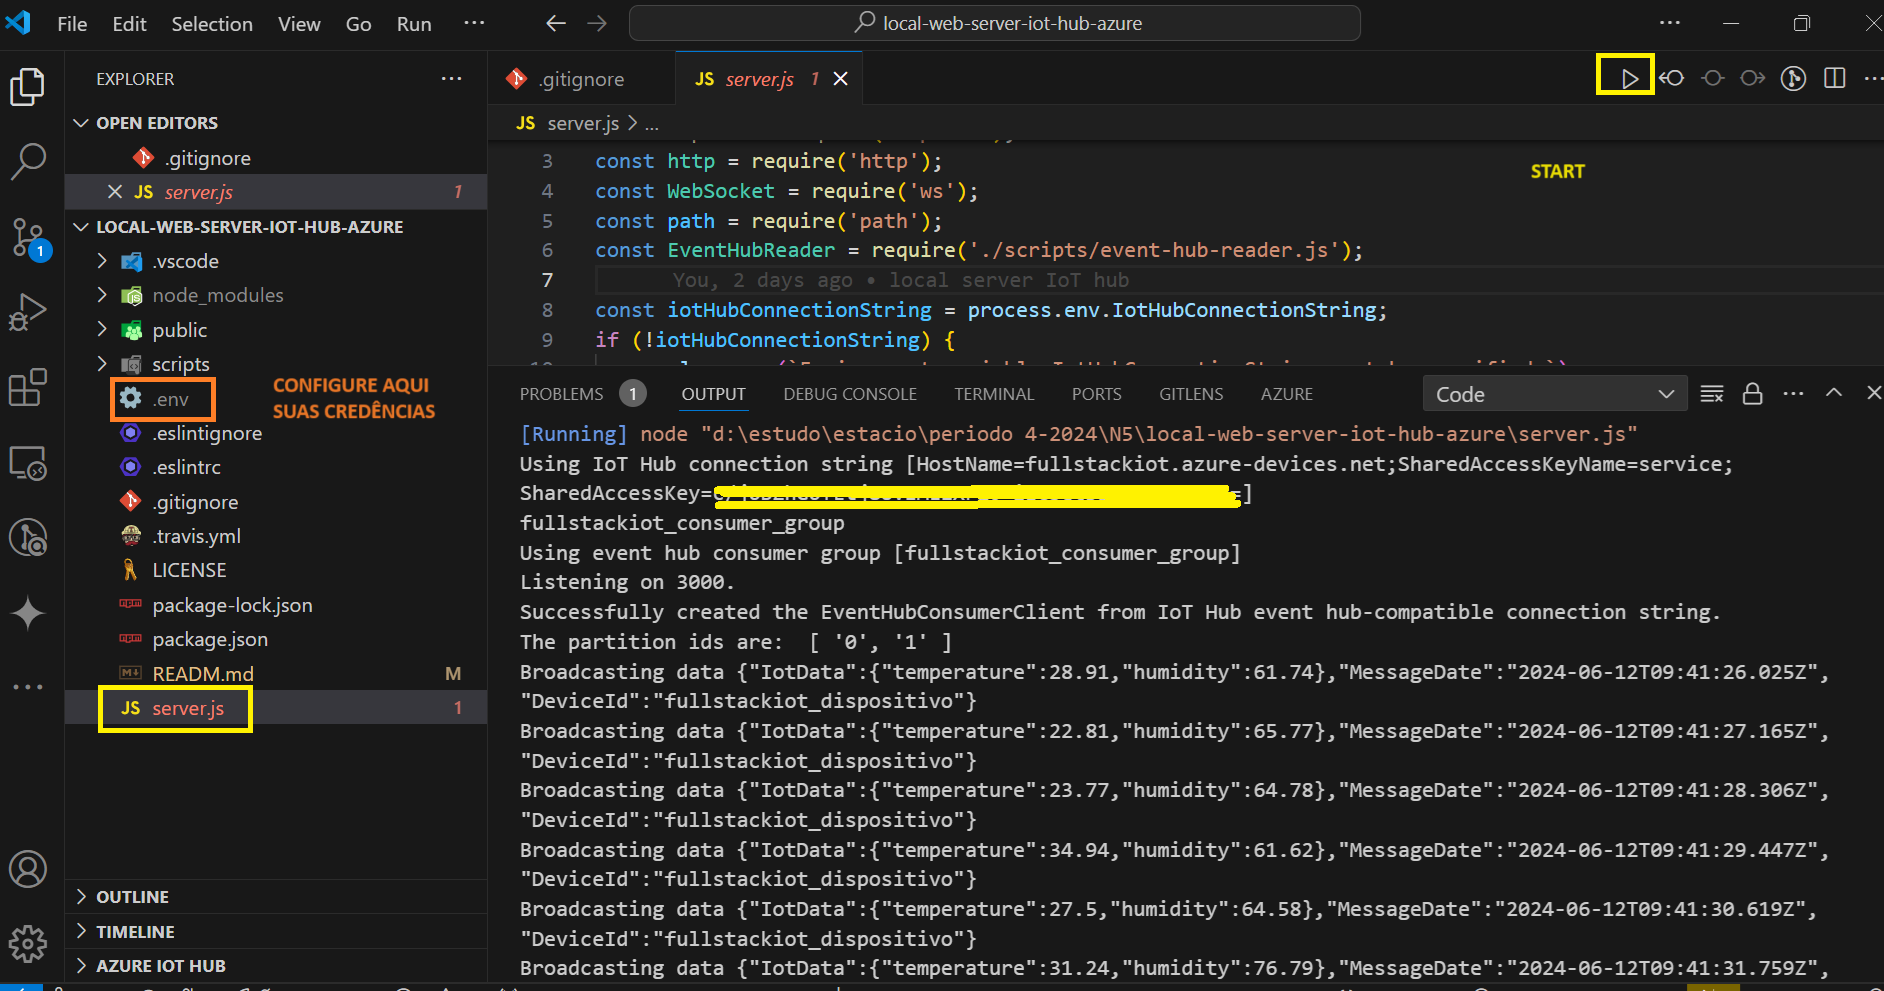 File Edit Selection View Go Run ···
local-web-server-iot-hub-azure
EXPLORER
OPEN EDITORS
.gitignore
JS server.js 1
LOCAL-WEB-SERVER-IOT-HUB-AZURE
.vscode
node_modules
public
scripts
.env
CONFIGURE AQUI
SUAS CREDÊNCIAS
.eslintignore
.eslintrc
.gitignore
.travis.yml
LICENSE
package-lock.json
package.json
READM.md M
JS server.js 1
OUTLINE
TIMELINE
AZURE IOT HUB
1
.gitignore JS server.js 1
JS server.js > ...
START
3 const http = require('http');
4 const WebSocket = require('ws');
5 const path = require('path');
6 const EventHubReader = require('./scripts/event-hub-reader.js');
7 You, 2 days ago • local server IoT hub
8 const iotHubConnectionString = process.env.IotHubConnectionString;
9 if (!iotHubConnectionString) {
PROBLEMS 1 OUTPUT DEBUG CONSOLE TERMINAL PORTS GITLENS AZURE Code
[Running] node "d:\estudo\estacio\periodo 4-2024\N5\local-web-server-iot-hub-azure\server.js"
Using IoT Hub connection string [HostName=fullstackiot.azure-devices.net;SharedAccessKeyName=service;
SharedAccessKey= =]
fullstackiot_consumer_group
Using event hub consumer group [fullstackiot_consumer_group]
Listening on 3000.
Successfully created the EventHubConsumerClient from IoT Hub event hub-compatible connection string.
The partition ids are:  [ '0', '1' ]
Broadcasting data {"IotData":{"temperature":28.91,"humidity":61.74},"MessageDate":"2024-06-12T09:41:26.025Z",
"DeviceId":"fullstackiot_dispositivo"}
Broadcasting data {"IotData":{"temperature":22.81,"humidity":65.77},"MessageDate":"2024-06-12T09:41:27.165Z",
"DeviceId":"fullstackiot_dispositivo"}
Broadcasting data {"IotData":{"temperature":23.77,"humidity":64.78},"MessageDate":"2024-06-12T09:41:28.306Z",
"DeviceId":"fullstackiot_dispositivo"}
Broadcasting data {"IotData":{"temperature":34.94,"humidity":61.62},"MessageDate":"2024-06-12T09:41:29.447Z",
"DeviceId":"fullstackiot_dispositivo"}
Broadcasting data {"IotData":{"temperature":27.5,"humidity":64.58},"MessageDate":"2024-06-12T09:41:30.619Z",
"DeviceId":"fullstackiot_dispositivo"}
Broadcasting data {"IotData":{"temperature":31.24,"humidity":76.79},"MessageDate":"2024-06-12T09:41:31.759Z",